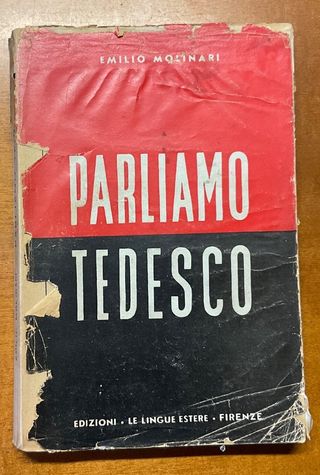 EMILIO MOLINARI
PARLIAMO
TEDESCO
EDIZIONI • LE LINGUE ESTERE • FIRENZE